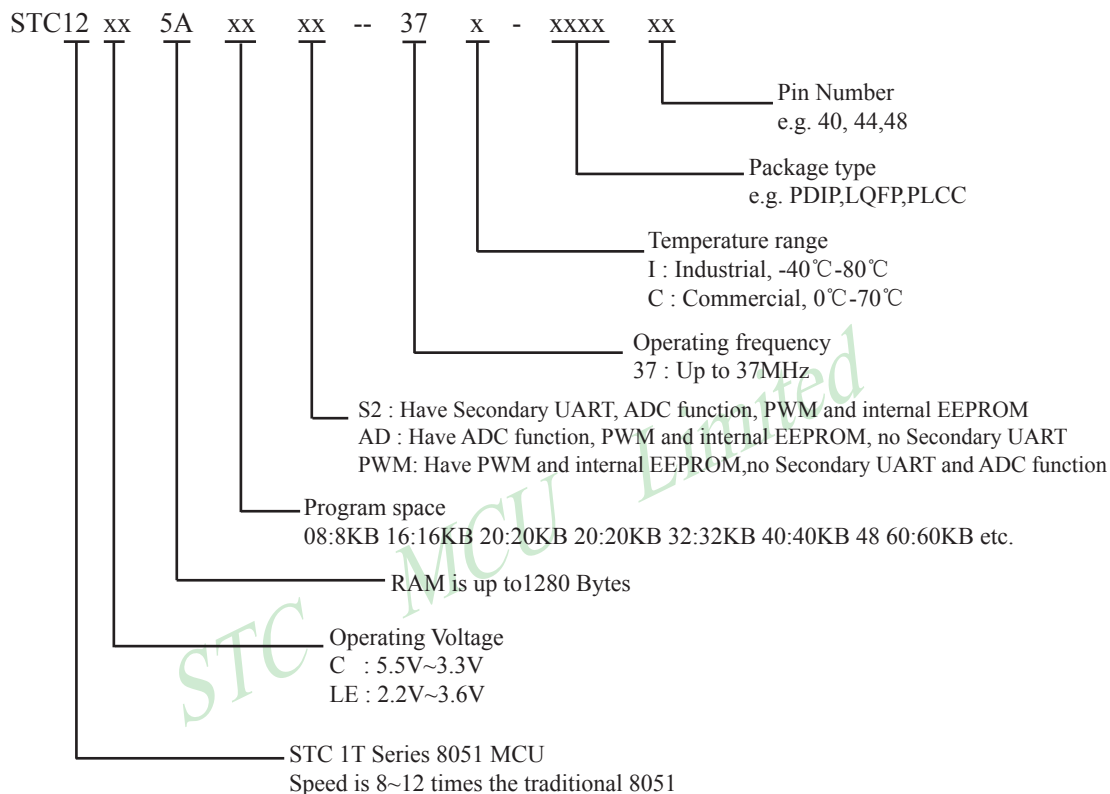 STC12 xx 5A xx xx -- 37 x - xxxx xx
Pin Number
e.g. 40, 44,48
Package type
e.g. PDIP,LQFP,PLCC
Temperature range
I : Industrial, -40℃-80℃
C : Commercial, 0℃-70℃
Operating frequency
37 : Up to 37MHz
S2 : Have Secondary UART, ADC function, PWM and internal EEPROM
AD : Have ADC function, PWM and internal EEPROM, no Secondary UART
PWM: Have PWM and internal EEPROM,no Secondary UART and ADC function
Program space
08:8KB 16:16KB 20:20KB 20:20KB 32:32KB 40:40KB 48 60:60KB etc.
RAM is up to1280 Bytes
Operating Voltage
C : 5.5V~3.3V
LE : 2.2V~3.6V
STC 1T Series 8051 MCU
Speed is 8~12 times the traditional 8051
STC MCU Limited